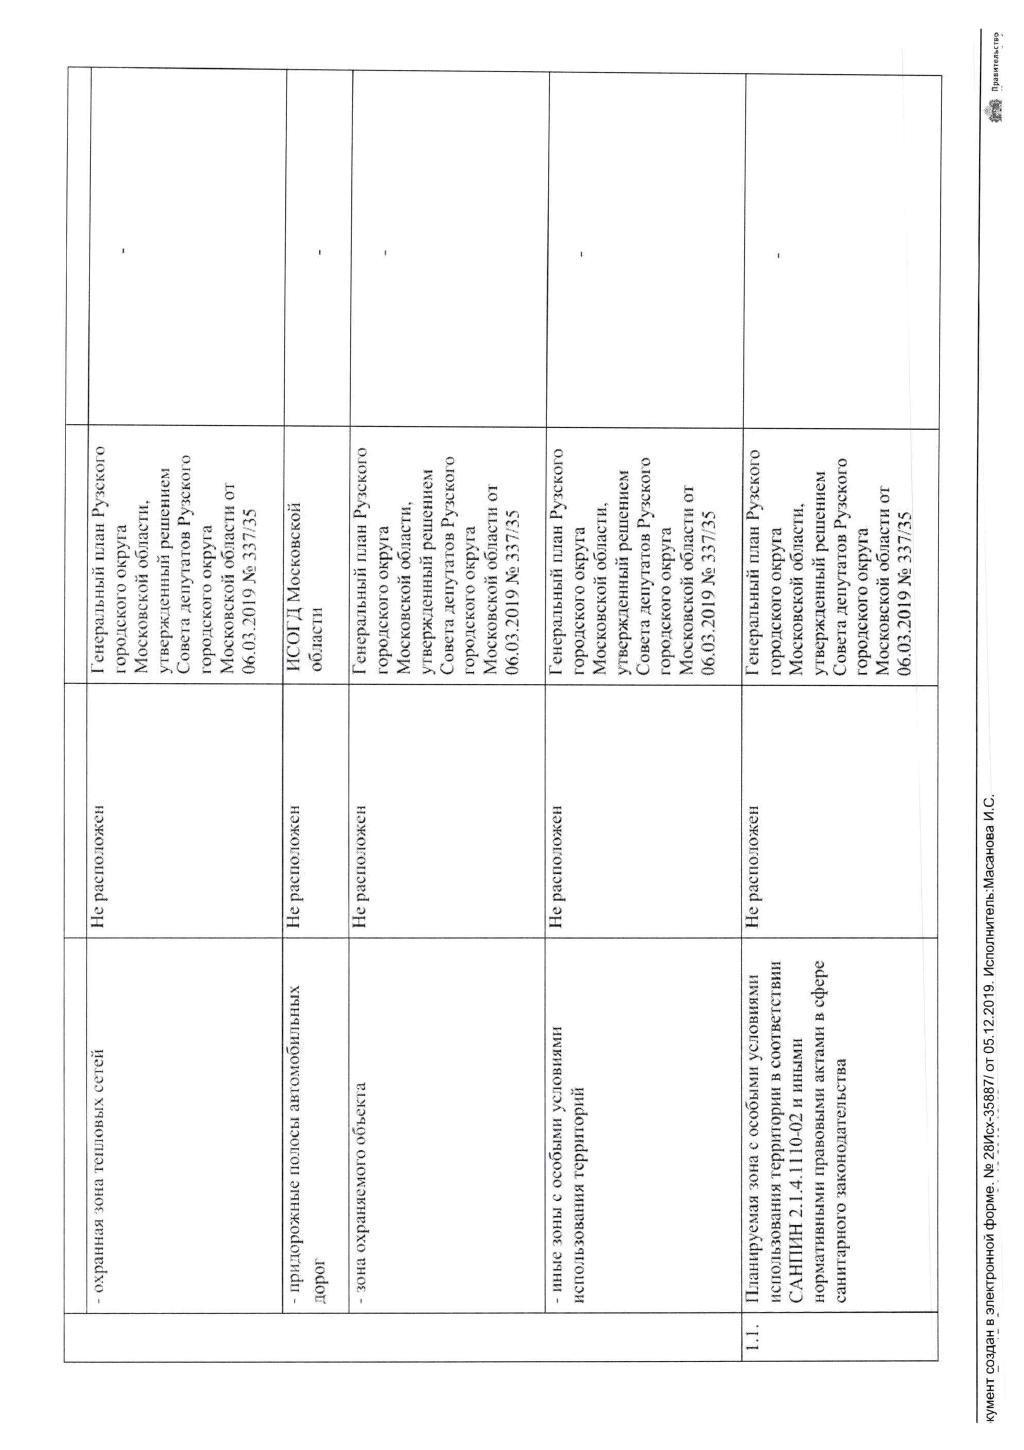 - охранная зона тепловых сетей
Не расположен
Генеральный план Рузского
городского округа
Московской области,
утвержденный решением
Совета депутатов Рузского
городского округа
Московской области от
06.03.2019 № 337/35
-
- придорожные полосы автомобильных
дорог
Не расположен
ИСОГД Московской
области
-
- зона охраняемого объекта
Не расположен
Генеральный план Рузского
городского округа
Московской области,
утвержденный решением
Совета депутатов Рузского
городского округа
Московской области от
06.03.2019 № 337/35
-
- иные зоны с особыми условиями
использования территорий
Не расположен
Генеральный план Рузского
городского округа
Московской области,
утвержденный решением
Совета депутатов Рузского
городского округа
Московской области от
06.03.2019 № 337/35
-
1.1.
Планируемая зона с особыми условиями
использования территории в соответствии
САНПИН 2.1.4.1110-02 и иными
нормативными правовыми актами в сфере
санитарного законодательства
Не расположен
Генеральный план Рузского
городского округа
Московской области,
утвержденный решением
Совета депутатов Рузского
городского округа
Московской области от
06.03.2019 № 337/35
-
кумент создан в электронной форме. № 28Исх-35887/ от 05.12.2019. Исполнитель:Масанова И.С.
Правительство